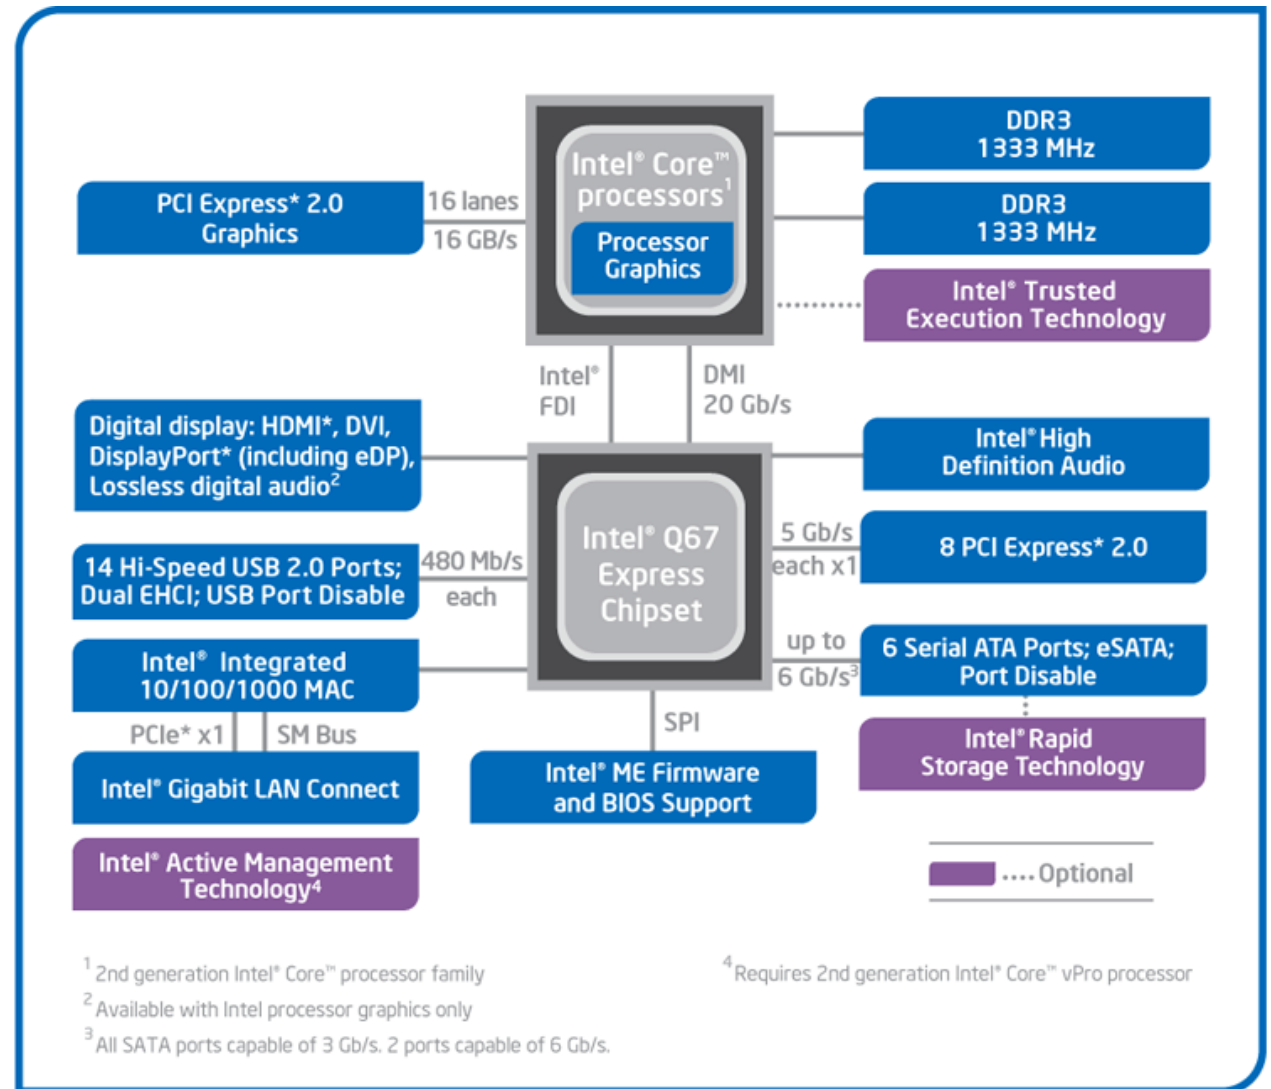 Intel® Core™
processors¹
Processor
Graphics
PCI Express* 2.0
Graphics
16 lanes
16 GB/s
DDR3
1333 MHz
DDR3
1333 MHz
Intel® Trusted
Execution Technology
Intel®
FDI
DMI
20 Gb/s
Digital display: HDMI*, DVI,
DisplayPort* (including eDP),
Lossless digital audio²
Intel® High
Definition Audio
Intel® Q67
Express
Chipset
5 Gb/s
each x1
8 PCI Express* 2.0
14 Hi-Speed USB 2.0 Ports;
Dual EHCI; USB Port Disable
480 Mb/s
each
up to
6 Gb/s³
6 Serial ATA Ports; eSATA;
Port Disable
Intel® Integrated
10/100/1000 MAC
PCIe* x1
SM Bus
SPI
Intel® Rapid
Storage Technology
Intel® Gigabit LAN Connect
Intel® ME Firmware
and BIOS Support
Intel® Active Management
Technology⁴
....Optional
¹ 2nd generation Intel® Core™ processor family
² Available with Intel processor graphics only
³ All SATA ports capable of 3 Gb/s. 2 ports capable of 6 Gb/s.
⁴ Requires 2nd generation Intel® Core™ vPro processor